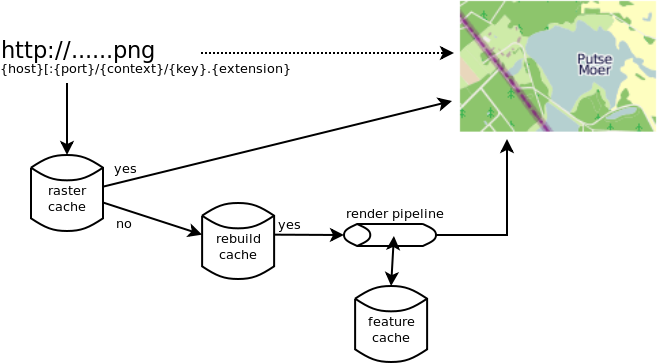 http://......png
{host}[:{port}/{context}/{key}.{extension}
Putse
Moer
yes
raster
cache
no
rebuild
cache
yes
render pipeline
feature
cache